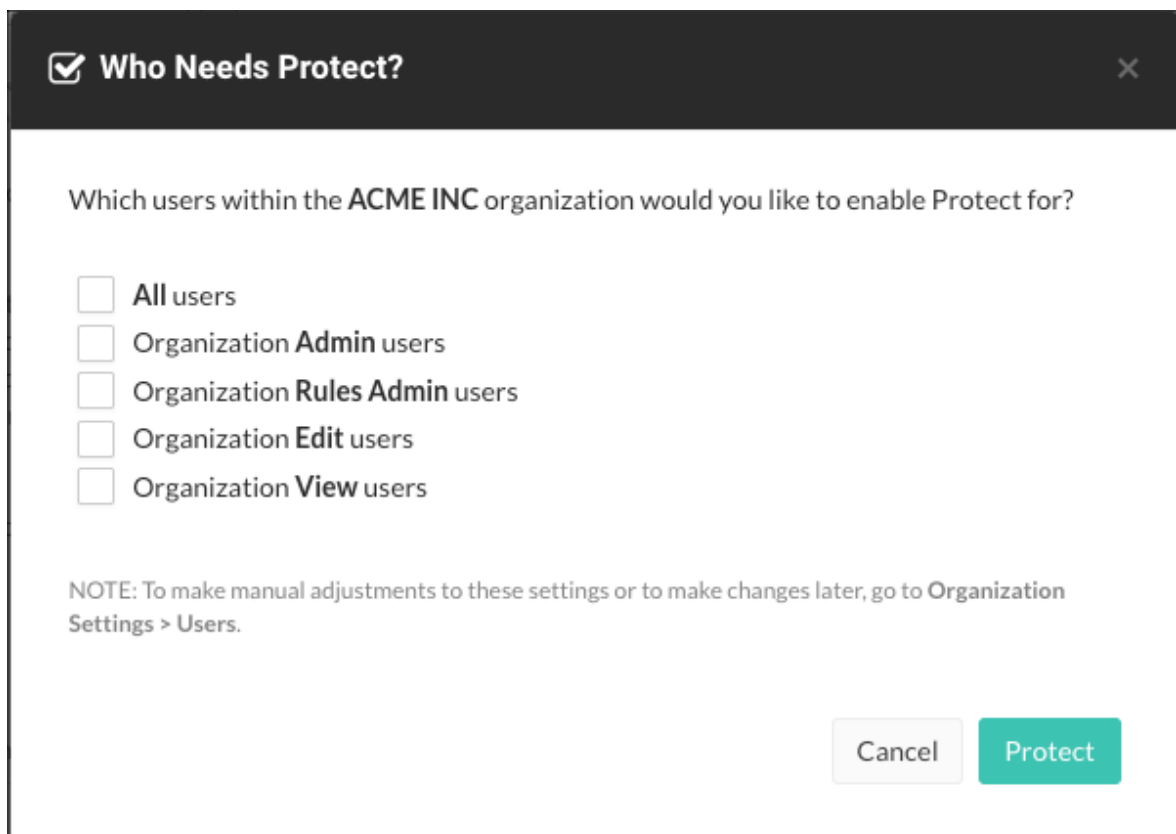 Who Needs Protect?
Which users within the ACME INC organization would you like to enable Protect for?
All users
Organization Admin users
Organization Rules Admin users
Organization Edit users
Organization View users
NOTE: To make manual adjustments to these settings or to make changes later, go to Organization
Settings > Users.
Cancel
Protect